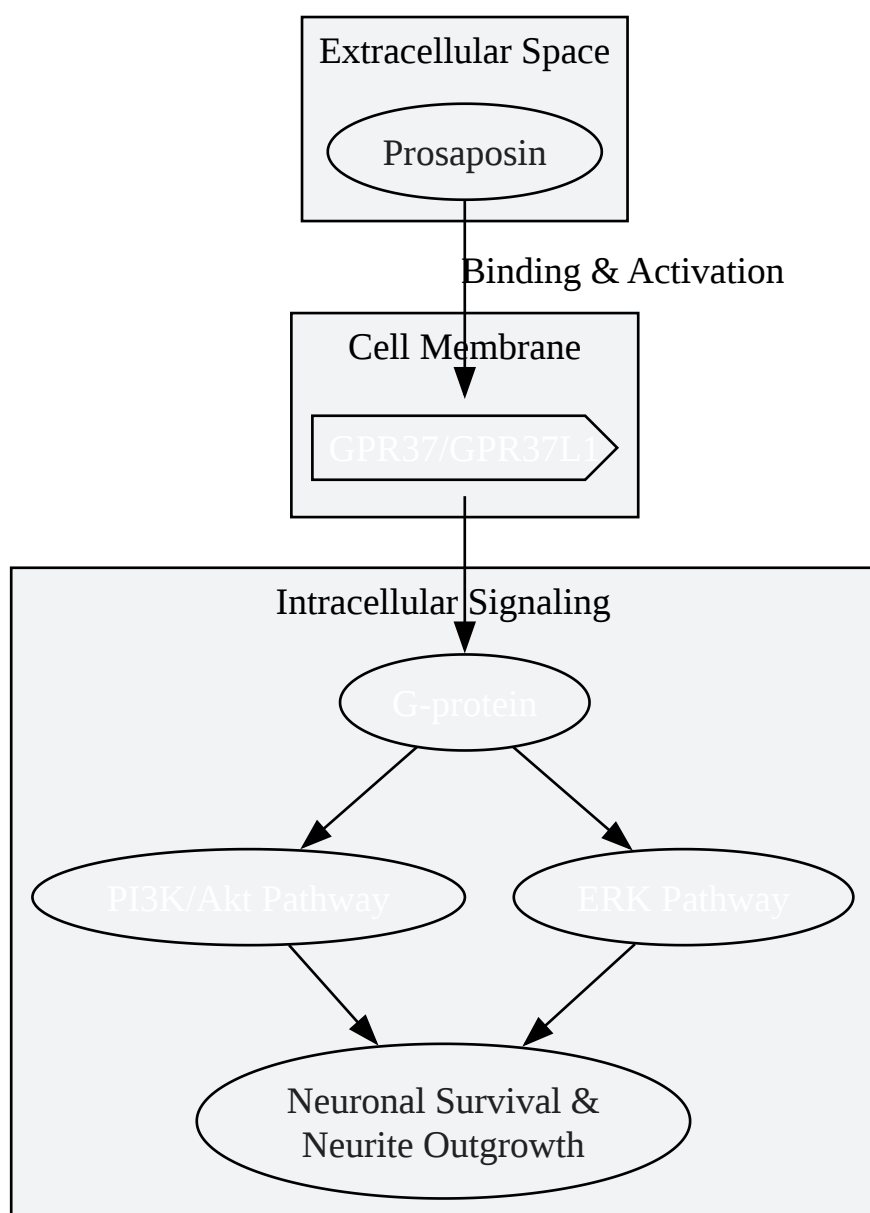 Extracellular Space
Prosaposin
Binding & Activation
Cell Membrane
GPR37/GPR37L1
Intracellular Signaling
G-protein
PI3K/Akt Pathway
ERK Pathway
Neuronal Survival &
Neurite Outgrowth